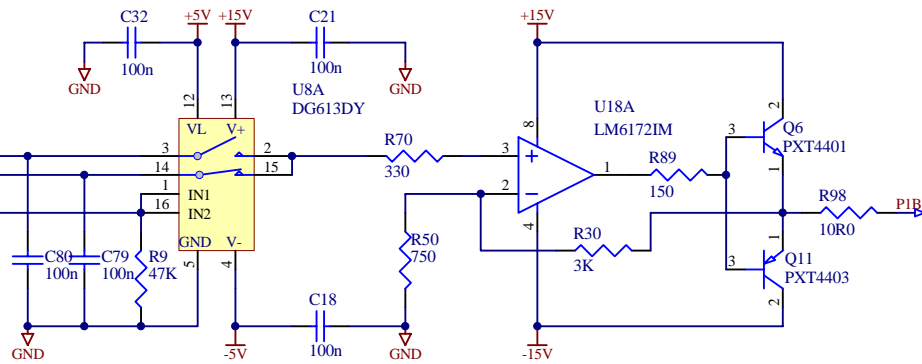 C32
+5V
+15V
C21
+15V
100n
100n
GND
GND
U8A
DG613DY
12
13
VL
V+
3
2
14
15
1
IN1
16
IN2
GND
V-
5
4
R70
330
U18A
LM6172IM
8
3
2
1
4
R89
150
2
3
Q6
PXT4401
1
R98
10R0
P1B
1
Q11
3
PXT4403
2
R30
3K
R50
750
C80
100n
C79
100n
R9
47K
C18
100n
GND
-5V
GND
-15V